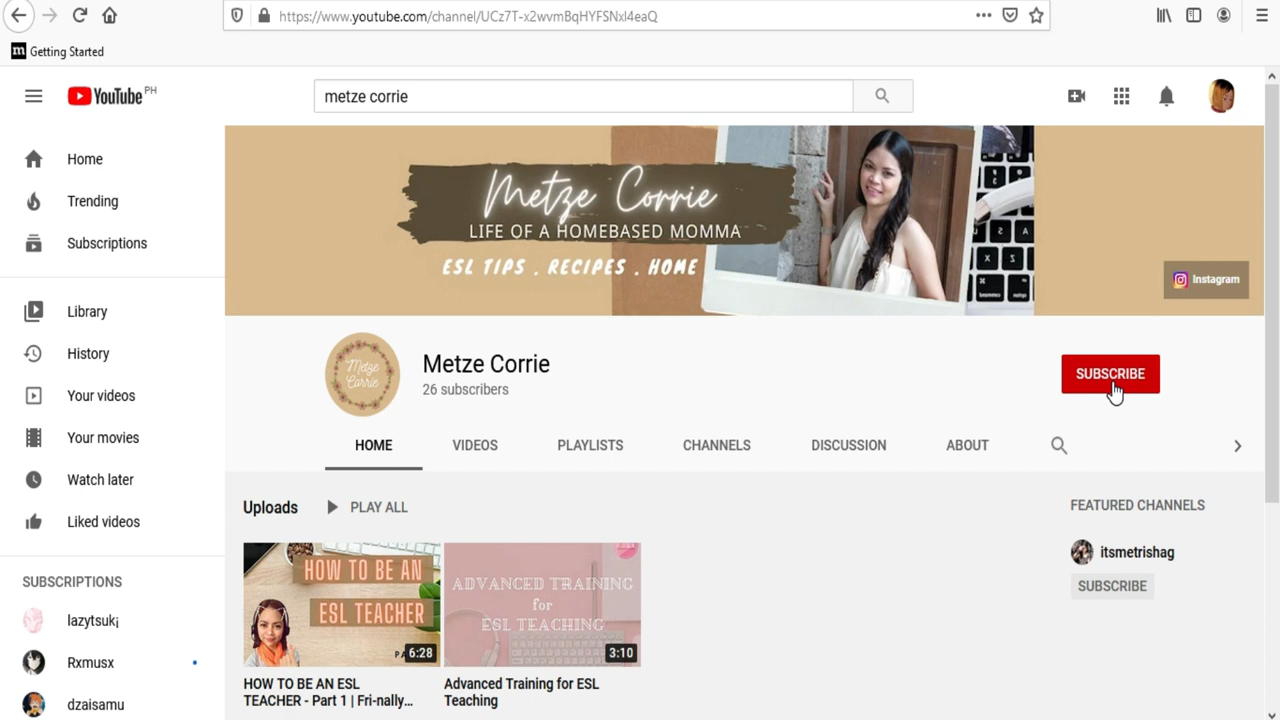 https://www.youtube.com/channel/UCz7T-x2wvmBqHYFSNxl4eaQ
Getting Started
YouTube PH
metze corrie
Home
Trending
Subscriptions
Library
History
Your videos
Your movies
Watch later
Liked videos
SUBSCRIPTIONS
lazytsukį
Rxmusx
dzaisamu
Metze Corrie
LIFE OF A HOMEBASED MOMMA
ESL TIPS . RECIPES . HOME
Instagram
Metze Corrie
Metze Corrie
26 subscribers
SUBSCRIBE
HOME VIDEOS PLAYLISTS CHANNELS DISCUSSION ABOUT
Uploads PLAY ALL
HOW TO BE AN
ESL TEACHER
6:28
HOW TO BE AN ESL
TEACHER - Part 1 | Fri-nally...
ADVANCED TRAINING
for
ESL TEACHING
3:10
Advanced Training for ESL
Teaching
FEATURED CHANNELS
itsmetrishag
SUBSCRIBE